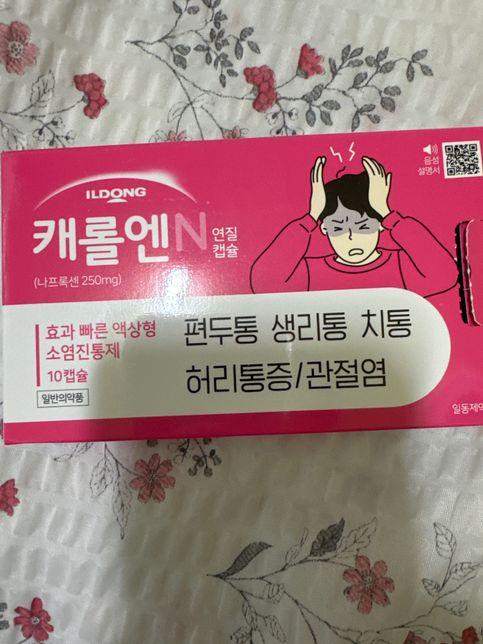 음성
설명서
ILDONG
캐롤엔N 연질
캡슐
(나프록센 250mg)
효과 빠른 액상형
소염진통제
10캡슐
일반의약품
편두통 생리통 치통
허리통증/관절염